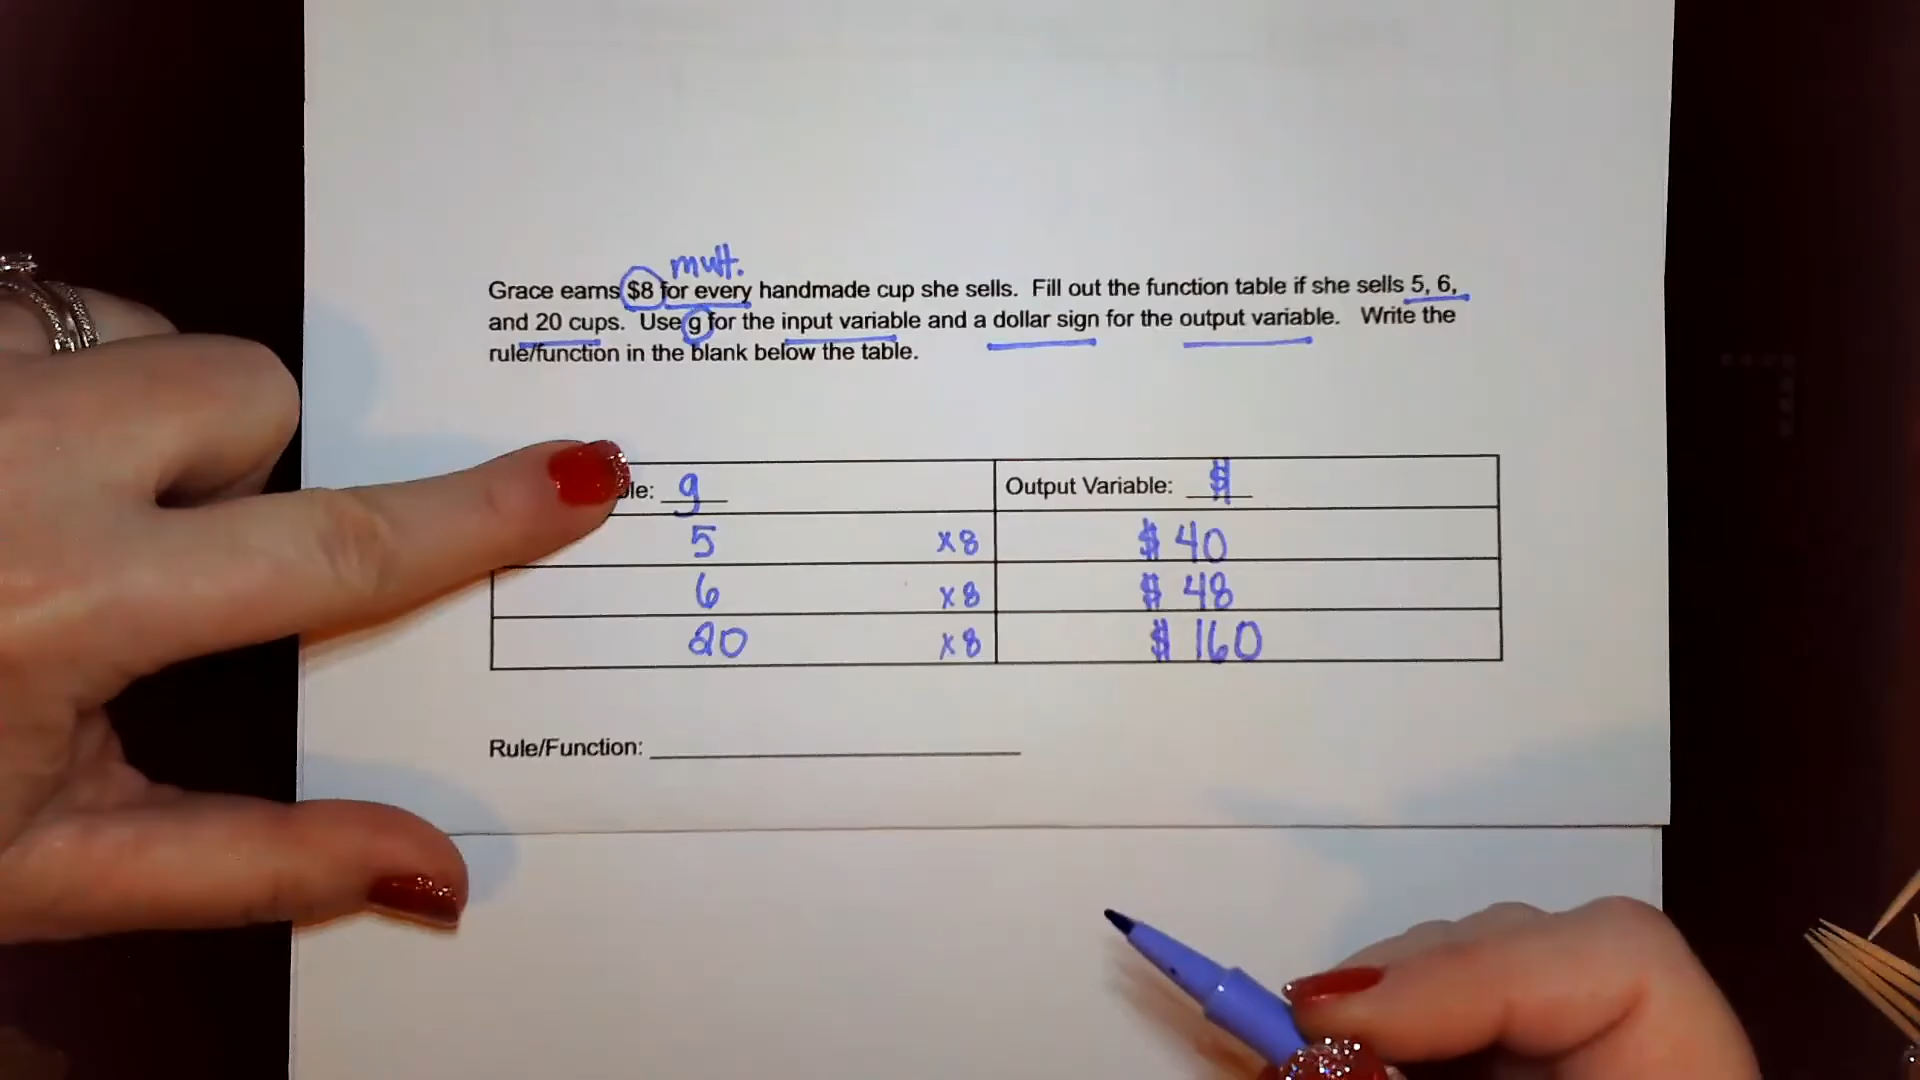 mult.
Grace earns $8 for every handmade cup she sells. Fill out the function table if she sells 5, 6,
and 20 cups. Use g for the input variable and a dollar sign for the output variable. Write the
rule/function in the blank below the table.
g Output Variable: $
5 x8 $ 40
6 x8 $ 48
20 x8 $ 160
Rule/Function: